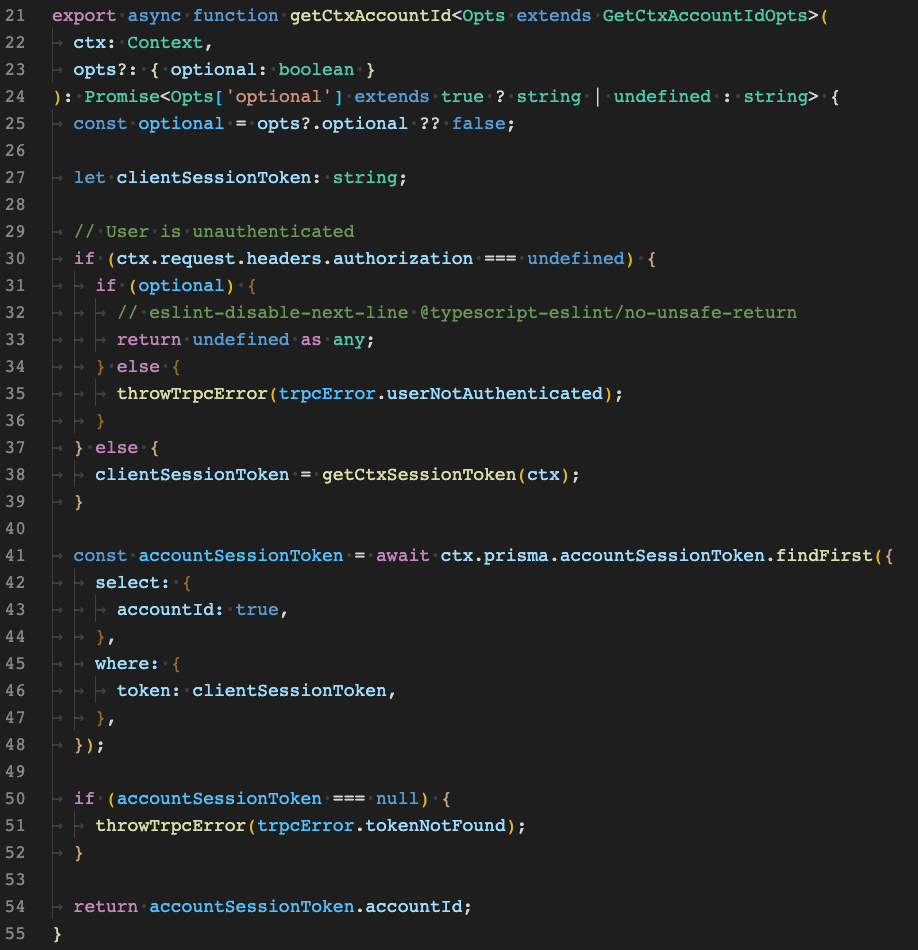 21 export async function getCtxAccountId<Opts extends GetCtxAccountIdOpts>(
22 ctx: Context,
23 opts?: { optional: boolean }
24 ): Promise<Opts['optional'] extends true ? string | undefined : string> {
25 const optional = opts?.optional ?? false;
26
27 let clientSessionToken: string;
28
29 // User is unauthenticated
30 if (ctx.request.headers.authorization === undefined) {
31 if (optional) {
32 // eslint-disable-next-line @typescript-eslint/no-unsafe-return
33 return undefined as any;
34 } else {
35 throwTrpcError(trpcError.userNotAuthenticated);
36 }
37 } else {
38 clientSessionToken = getCtxSessionToken(ctx);
39 }
40
41 const accountSessionToken = await ctx.prisma.accountSessionToken.findFirst({
42 select: {
43 accountId: true,
44 },
45 where: {
46 token: clientSessionToken,
47 },
48 });
49
50 if (accountSessionToken === null) {
51 throwTrpcError(trpcError.tokenNotFound);
52 }
53
54 return accountSessionToken.accountId;
55 }